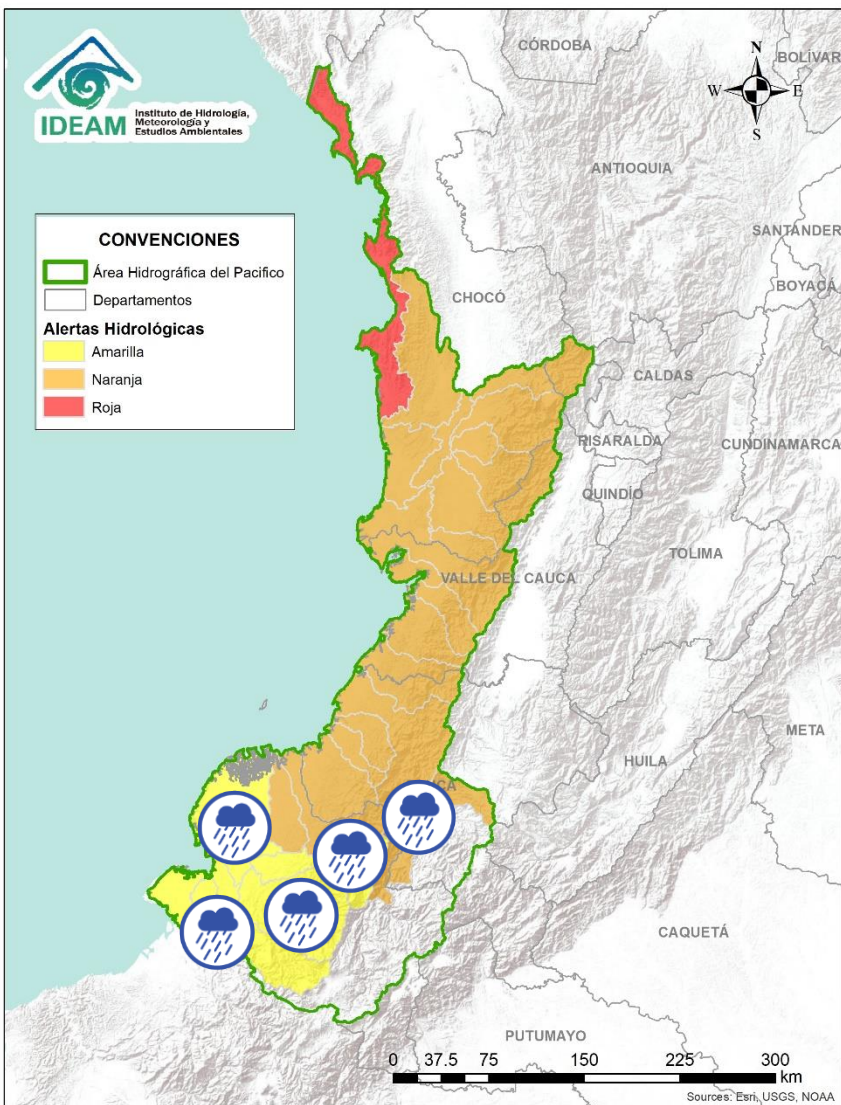 IDEAM
Instituto de Hidrología,
Meteorología y
Estudios Ambientales
CÓRDOBA
BOLÍVAR
N
W
E
S
ANTIOQUIA
SANTANDER
BOYACÁ
CONVENCIONES
Área Hidrográfica del Pacifico
Departamentos
Alertas Hidrológicas
Amarilla
Naranja
Roja
CHOCÓ
CALDAS
RISARALDA
CUNDINAMARCA
QUINDÍO
TOLIMA
VALLE DEL CAUCA
META
HUILA
CAQUETÁ
PUTUMAYO
0 37.5 75 150 225 300
km
Sources: Esri, USGS, NOAA